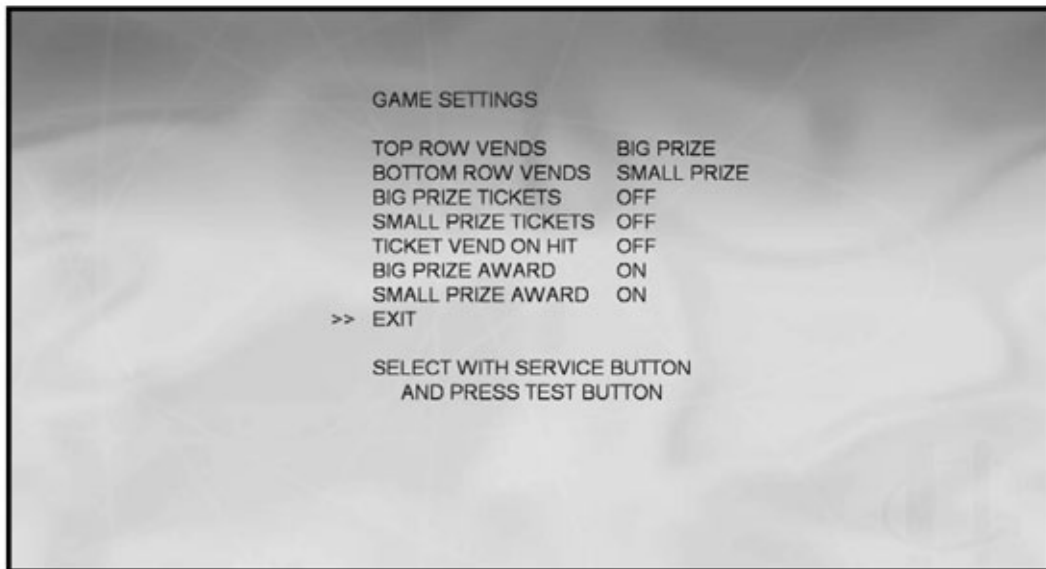 GAME SETTINGS
TOP ROW VENDS BIG PRIZE
BOTTOM ROW VENDS SMALL PRIZE
BIG PRIZE TICKETS OFF
SMALL PRIZE TICKETS OFF
TICKET VEND ON HIT OFF
BIG PRIZE AWARD ON
SMALL PRIZE AWARD ON
>> EXIT
SELECT WITH SERVICE BUTTON
AND PRESS TEST BUTTON